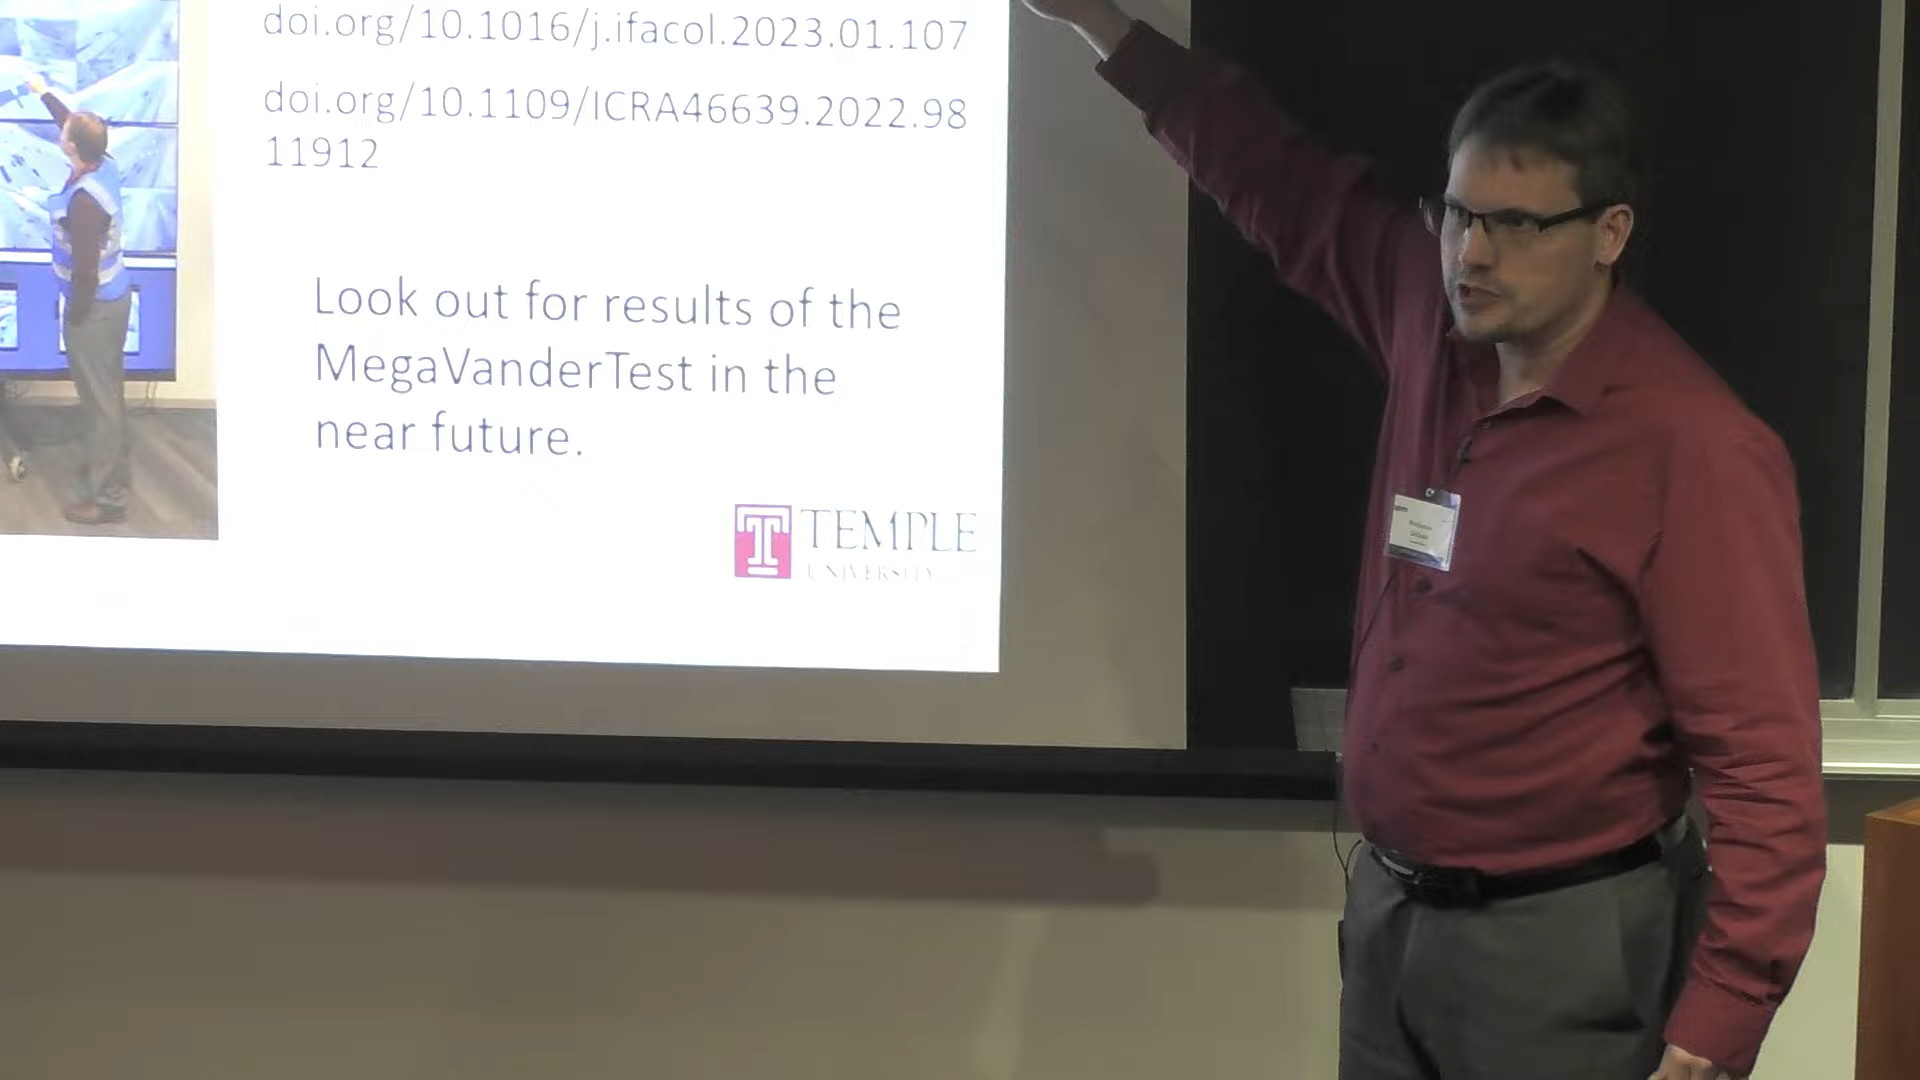 doi.org/10.1016/j.ifacol.2023.01.107
doi.org/10.1109/ICRA46639.2022.98
11912
Look out for results of the
MegaVanderTest in the
near future.
TEMPLE
UNIVERSITY